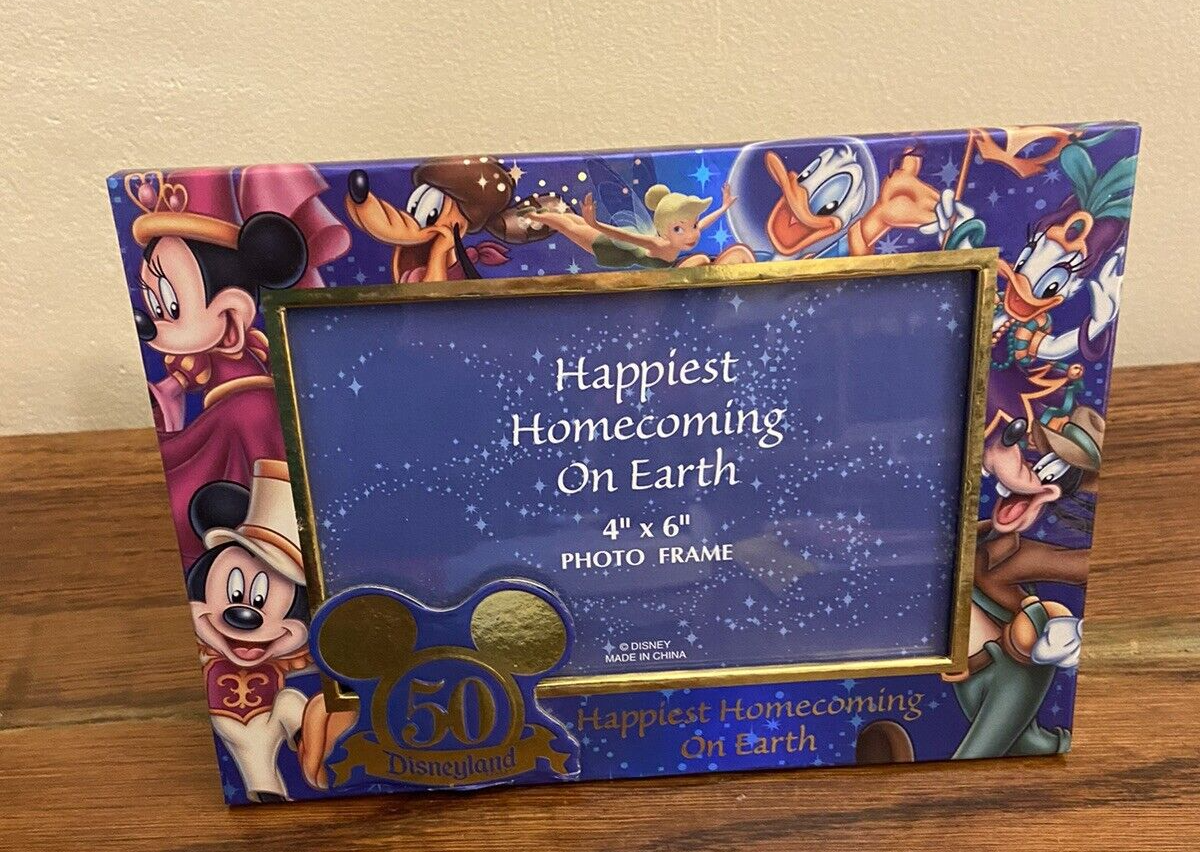 Happiest
Homecoming
On Earth
4" x 6"
PHOTO FRAME
© DISNEY
MADE IN CHINA
50
Disneyland
Happiest Homecoming
On Earth